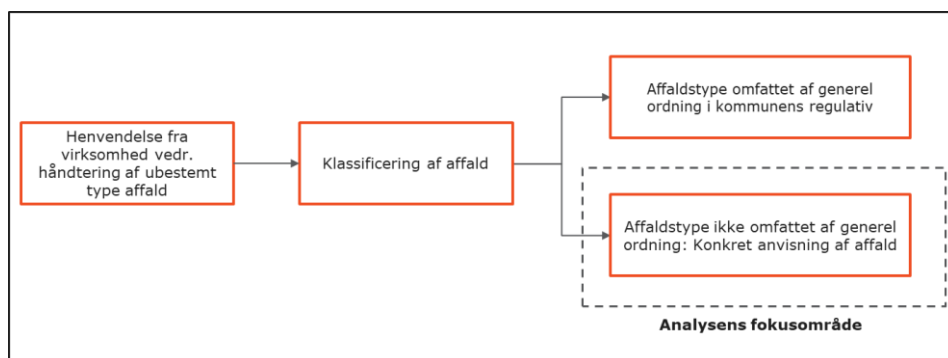 Henvendelse fra
virksomhed vedr.
håndtering af ubestemt
type affald
Klassificering af affald
Affaldstype omfattet af generel
ordning i kommunens regulativ
Affaldstype ikke omfattet af generel
ordning: Konkret anvisning af affald
Analysens fokusområde